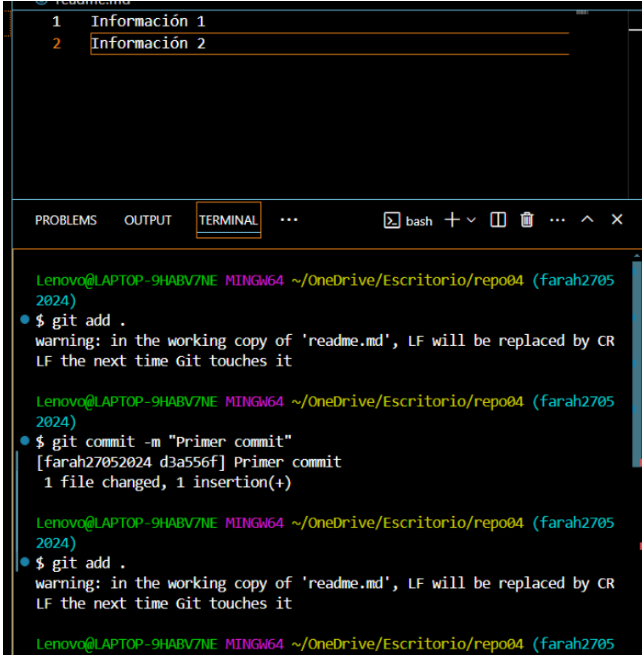 readme.md
1 Información 1
2 Información 2
PROBLEMS OUTPUT TERMINAL ··· bash
Lenovo@LAPTOP-9HABV7NE MINGW64 ~/OneDrive/Escritorio/repo04 (farah2705
2024)
$ git add .
warning: in the working copy of 'readme.md', LF will be replaced by CR
LF the next time Git touches it
Lenovo@LAPTOP-9HABV7NE MINGW64 ~/OneDrive/Escritorio/repo04 (farah2705
2024)
$ git commit -m "Primer commit"
[farah27052024 d3a556f] Primer commit
1 file changed, 1 insertion(+)
Lenovo@LAPTOP-9HABV7NE MINGW64 ~/OneDrive/Escritorio/repo04 (farah2705
2024)
$ git add .
warning: in the working copy of 'readme.md', LF will be replaced by CR
LF the next time Git touches it
Lenovo@LAPTOP-9HABV7NE MINGW64 ~/OneDrive/Escritorio/repo04 (farah2705